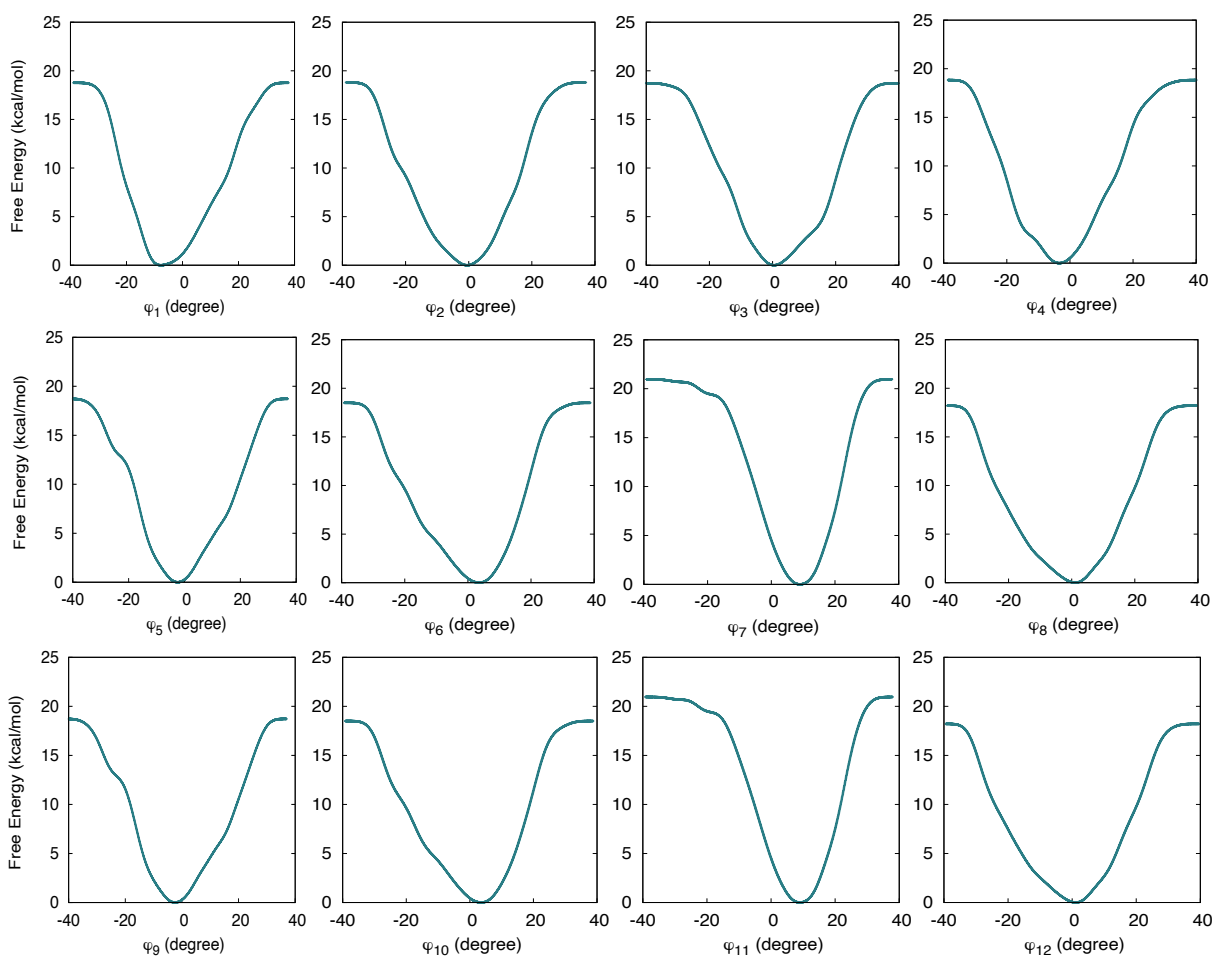 25 25 25 25
20 20 20 20
15 15 15 15
10 10 10 10
5 5 5 5
0 0 0 0
Free Energy (kcal/mol)
-40 -20 0 20 40 -40 -20 0 20 40 -40 -20 0 20 40 -40 -20 0 20 40
φ1 (degree) φ2 (degree) φ3 (degree) φ4 (degree)
25 25 25 25
20 20 20 20
15 15 15 15
10 10 10 10
5 5 5 5
0 0 0 0
Free Energy (kcal/mol)
-40 -20 0 20 40 -40 -20 0 20 40 -40 -20 0 20 40 -40 -20 0 20 40
φ5 (degree) φ6 (degree) φ7 (degree) φ8 (degree)
25 25 25 25
20 20 20 20
15 15 15 15
10 10 10 10
5 5 5 5
0 0 0 0
Free Energy (kcal/mol)
-40 -20 0 20 40 -40 -20 0 20 40 -40 -20 0 20 40 -40 -20 0 20 40
φ9 (degree) φ10 (degree) φ11 (degree) φ12 (degree)